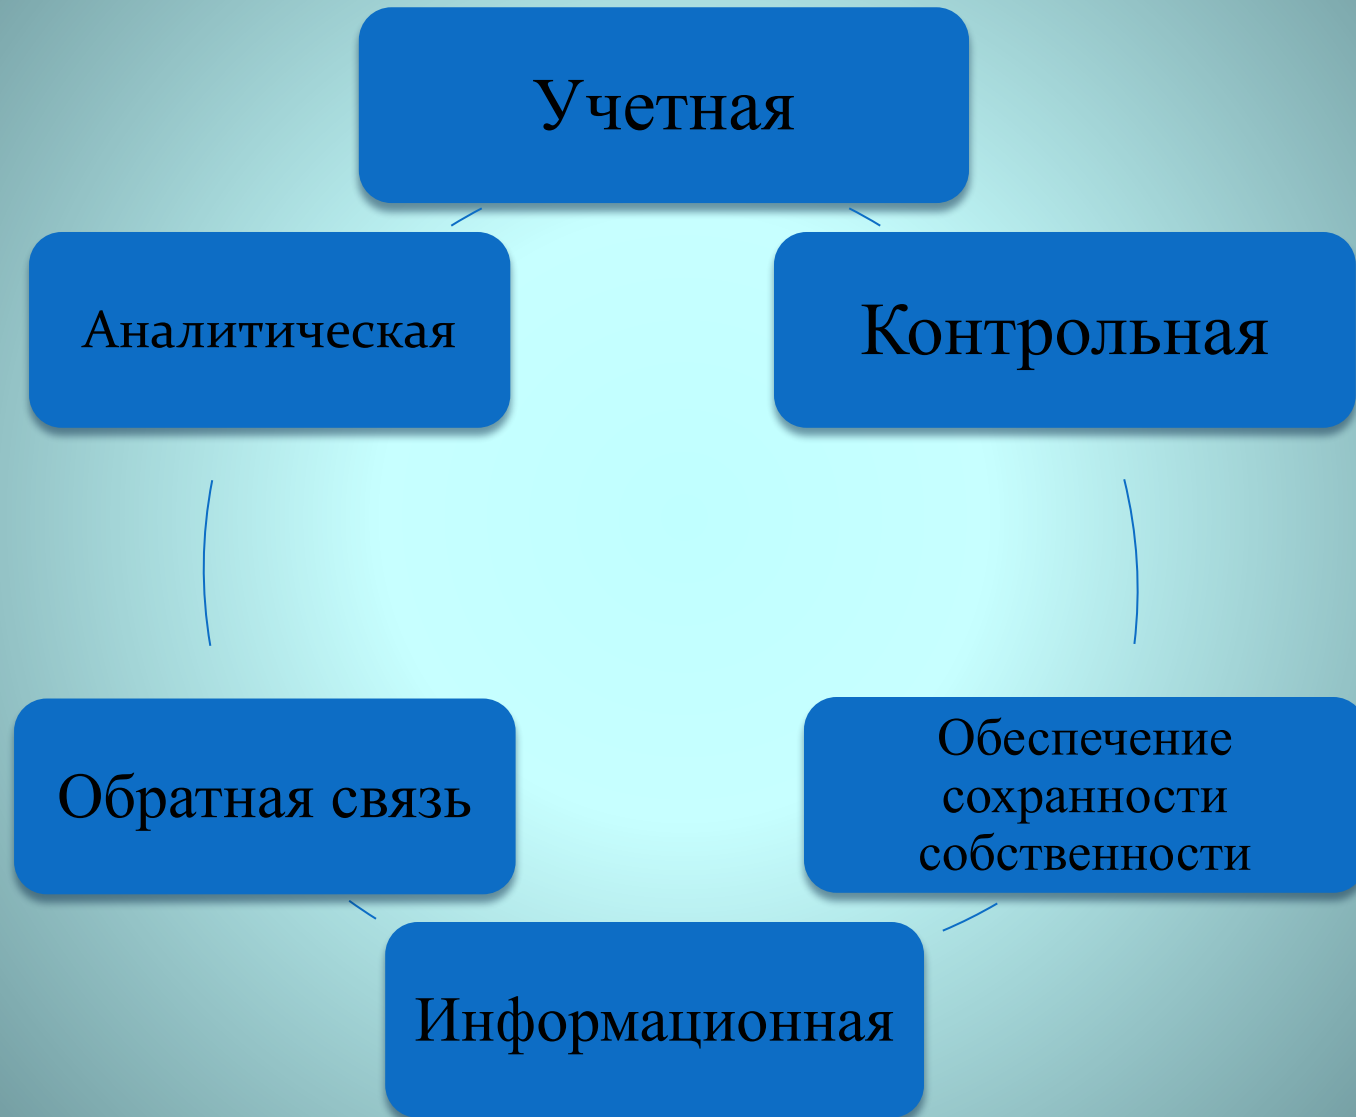 Учетная
Аналитическая
Контрольная
Обратная связь
Обеспечение
сохранности
собственности
Информационная